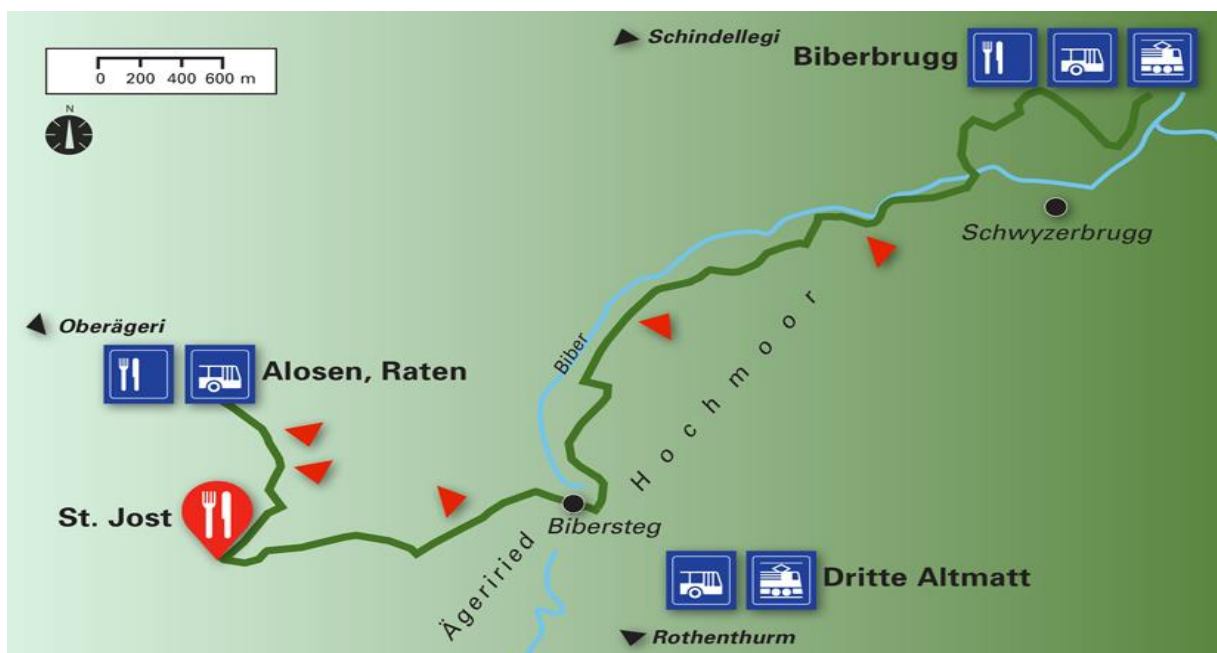 Schindellegi
Biberbrugg
0 200 400 600 m
N
Schwyzerbrugg
Oberägeri
Biber
Hochmoor
Alosen, Raten
St. Jost
Bibersteg
Ägeriried
Dritte Altmatt
Rothenthurm